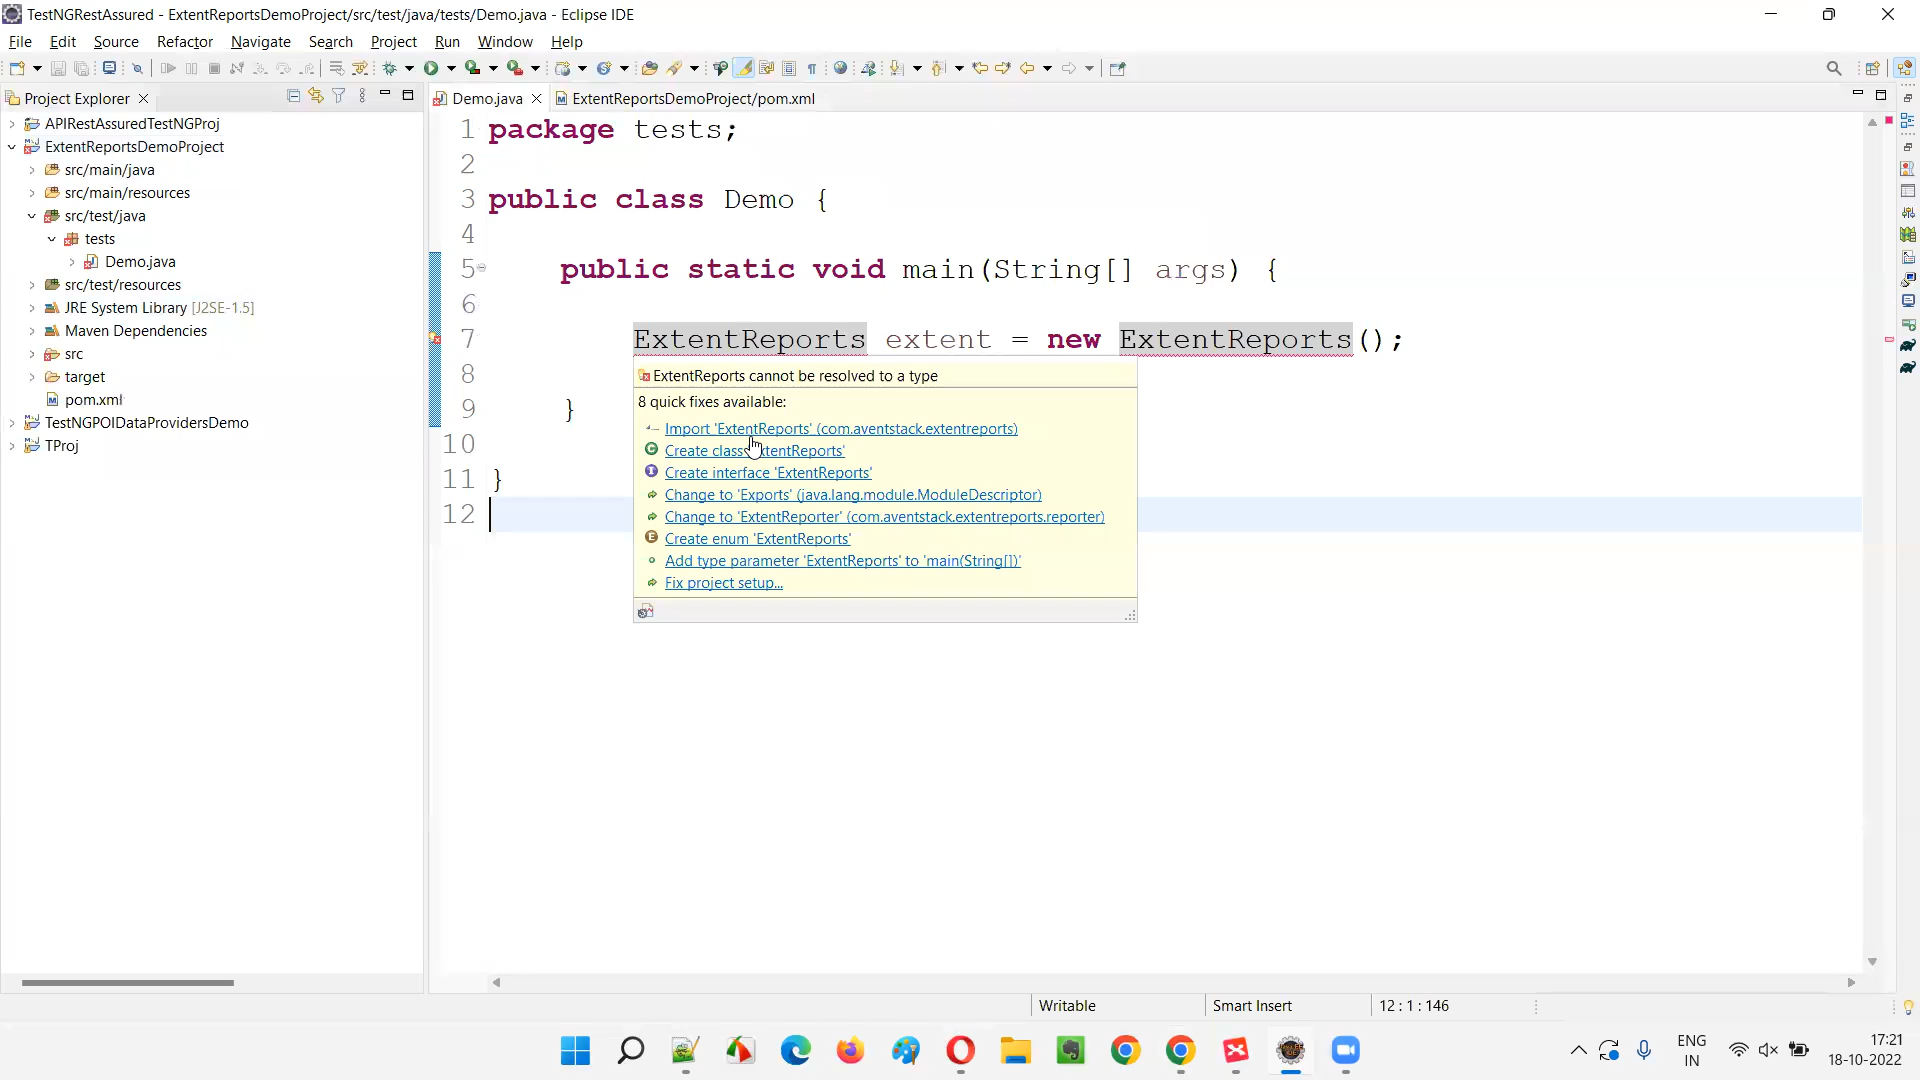 TestNGRestAssured - ExtentReportsDemoProject/src/test/java/tests/Demo.java - Eclipse IDE
File Edit Source Refactor Navigate Search Project Run Window Help
Project Explorer
Demo.java
ExtentReportsDemoProject/pom.xml
APIRestAssuredTestNGProj
ExtentReportsDemoProject
src/main/java
src/main/resources
src/test/java
tests
Demo.java
src/test/resources
JRE System Library [J2SE-1.5]
Maven Dependencies
src
target
pom.xml
TestNGPOIDataProvidersDemo
TProj
1 package tests;
2
3 public class Demo {
4
5 public static void main(String[] args) {
6
7 ExtentReports extent = new ExtentReports();
8
9 }
10
11 }
12
ExtentReports cannot be resolved to a type
8 quick fixes available:
Import 'ExtentReports' (com.aventstack.extentreports)
Create class 'ExtentReports'
Create interface 'ExtentReports'
Change to 'Exports' (java.lang.module.ModuleDescriptor)
Change to 'ExtentReporter' (com.aventstack.extentreports.reporter)
Create enum 'ExtentReports'
Add type parameter 'ExtentReports' to 'main(String[])'
Fix project setup...
Writable
Smart Insert
12 : 1 : 146
ENG
IN
17:21
18-10-2022